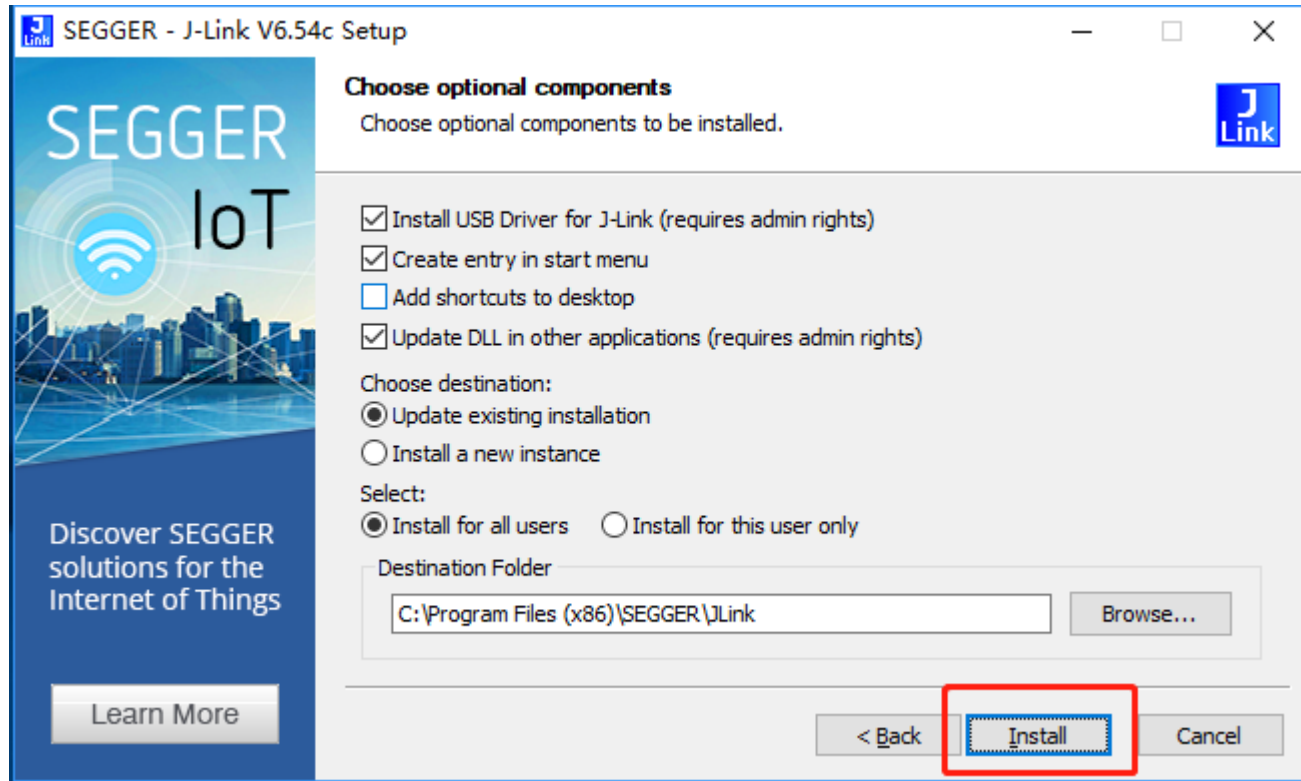 J
Link
SEGGER - J-Link V6.54c Setup
SEGGER
IoT
Discover SEGGER
solutions for the
Internet of Things
Learn More
Choose optional components
Choose optional components to be installed.
J
Link
Install USB Driver for J-Link (requires admin rights)
Create entry in start menu
Add shortcuts to desktop
Update DLL in other applications (requires admin rights)
Choose destination:
Update existing installation
Install a new instance
Select:
Install for all users Install for this user only
Destination Folder
C:\Program Files (x86)\SEGGER\JLink Browse...
< Back Install Cancel